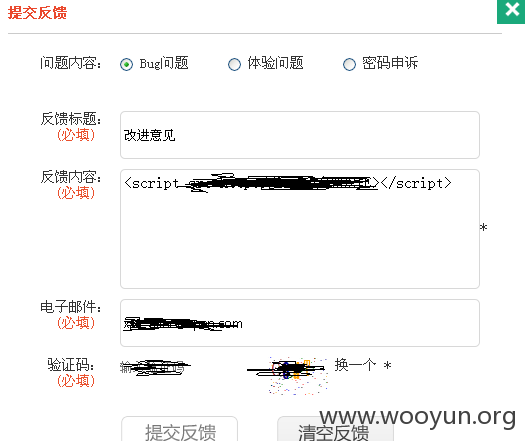 提交反馈
问题内容: Bug问题 体验问题 密码申诉
反馈标题:
(必填)
改进意见
反馈内容:
(必填)
<script ></script>
*
电子邮件:
(必填)
.com
验证码:
(必填)
换一个 *
www.wooyun.org
提交反馈 清空反馈